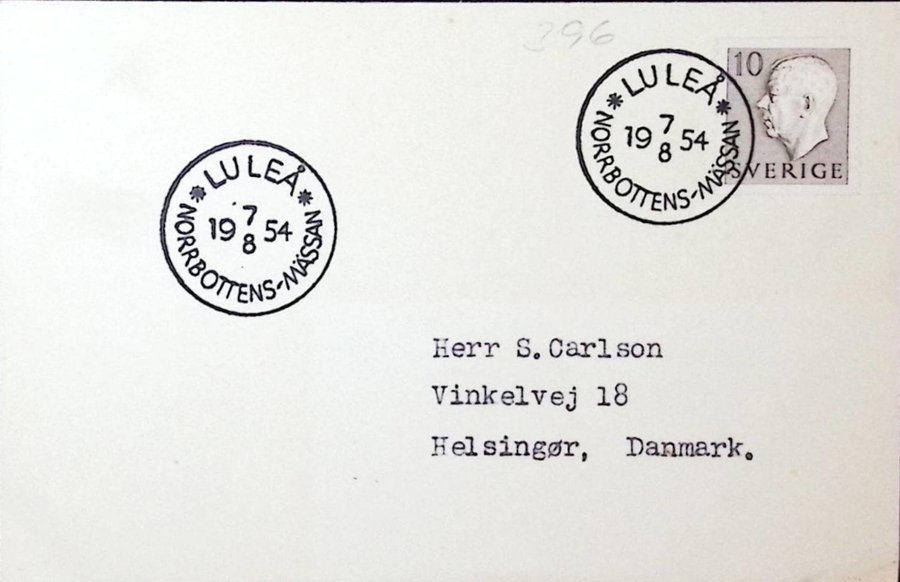 396
10
SVERIGE
LULEÅ
19 7/8 54
NORRBOTTENS-MÄSSAN
LULEÅ
19 7/8 54
NORRBOTTENS-MÄSSAN
Herr S.Carlson
Vinkelvej 18
Helsingør, Danmark.